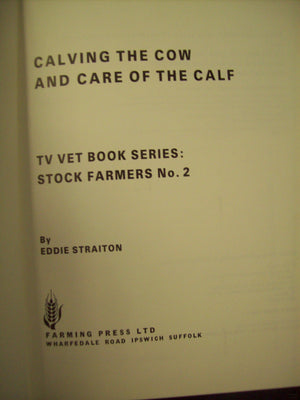 CALVING THE COW
AND CARE OF THE CALF
TV VET BOOK SERIES:
STOCK FARMERS No. 2
By
EDDIE STRAITON
FARMING PRESS LTD
WHARFEDALE ROAD IPSWICH SUFFOLK